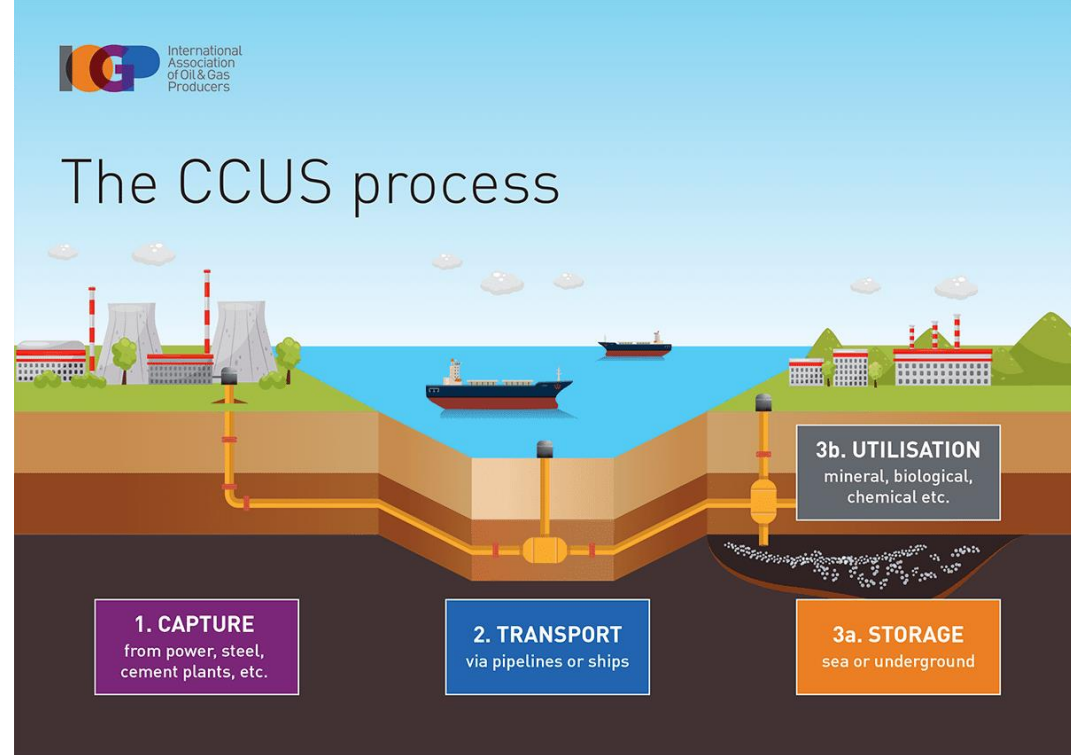 International
Association
of Oil & Gas
Producers
IOGP
The CCUS process
3b. UTILISATION
mineral, biological,
chemical etc.
1. CAPTURE
from power, steel,
cement plants, etc.
2. TRANSPORT
via pipelines or ships
3a. STORAGE
sea or underground